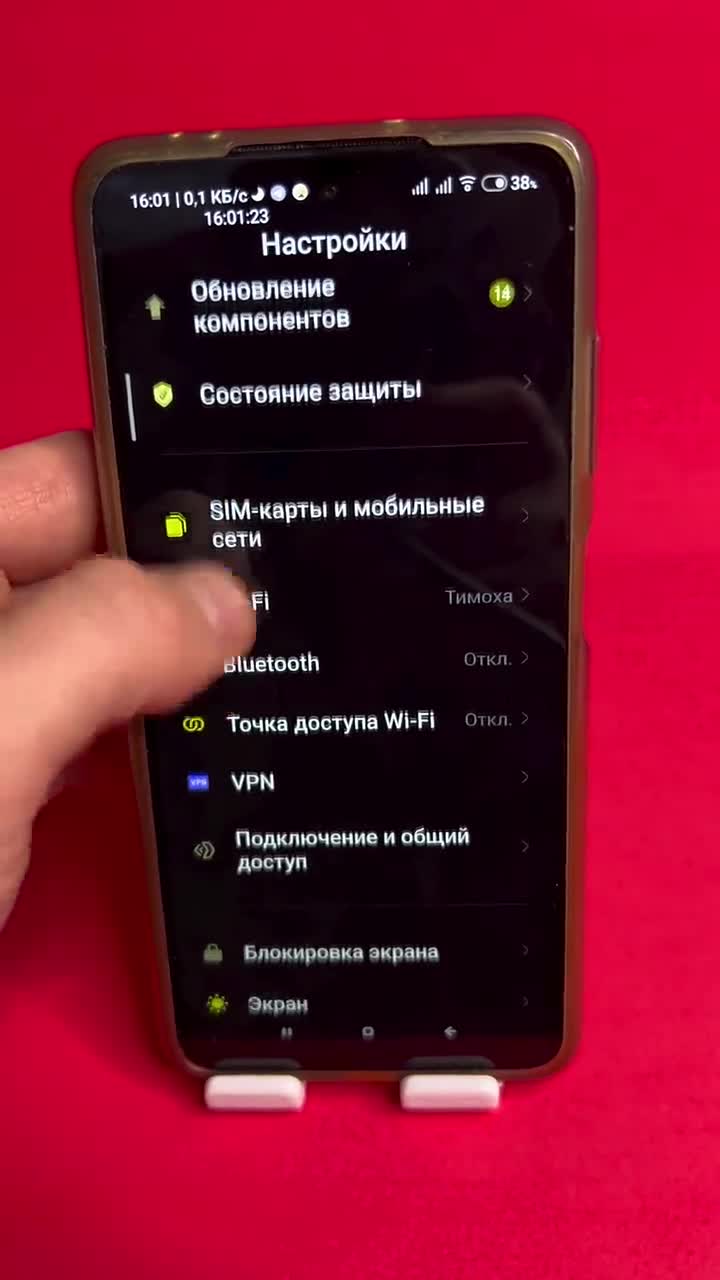 16:01 | 0,1 КБ/с
38%
16:01:23
Настройки
Обновление
компонентов
14
Состояние защиты
SIM-карты и мобильные
сети
Fi
Тимоха
Bluetooth
Откл.
Точка доступа Wi-Fi
Откл.
VPN
VPN
Подключение и общий
доступ
Блокировка экрана
Экран